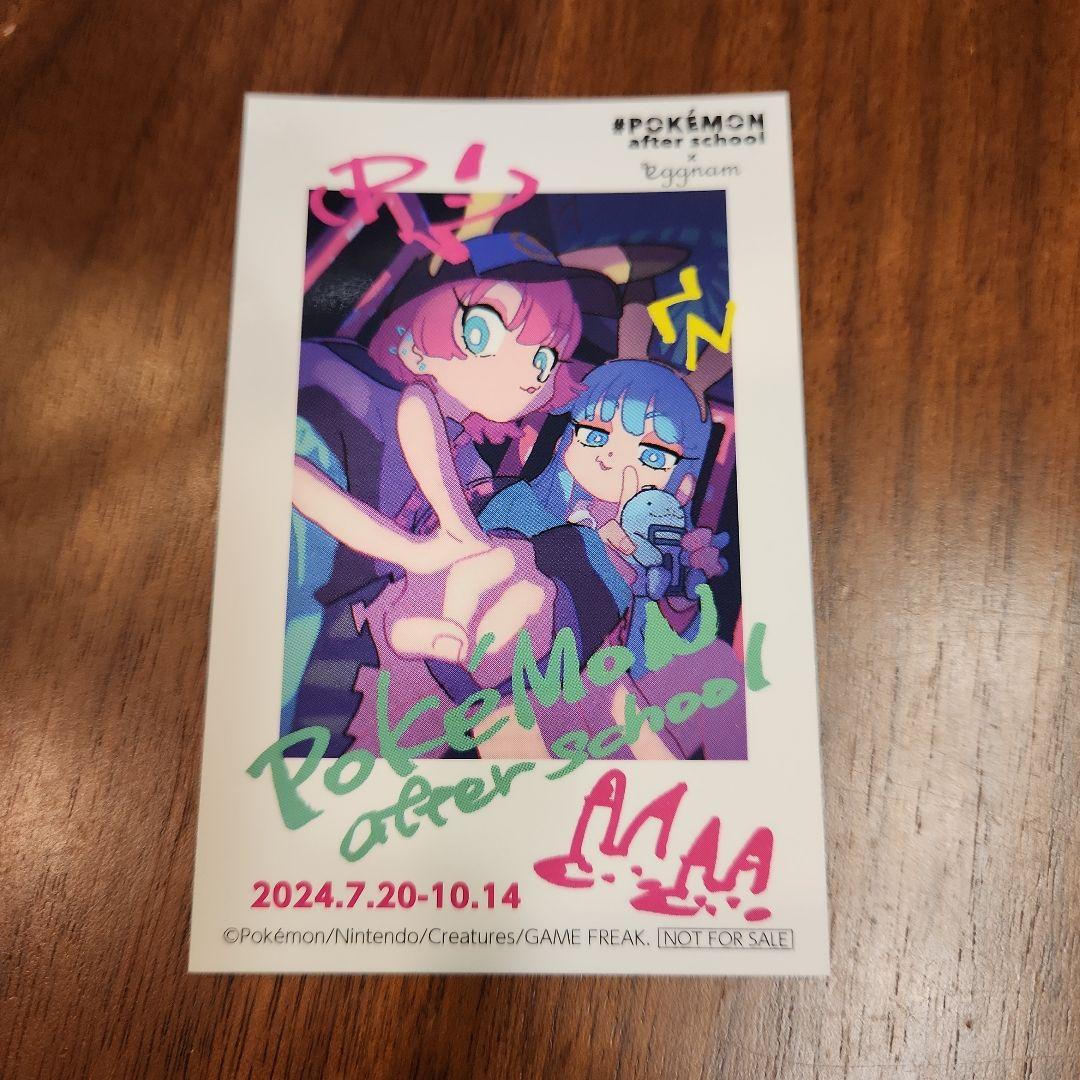 #POKÉMON
after school
×
eggnam
PokéMoN
after school
2024.7.20-10.14
©Pokémon/Nintendo/Creatures/GAME FREAK. NOT FOR SALE